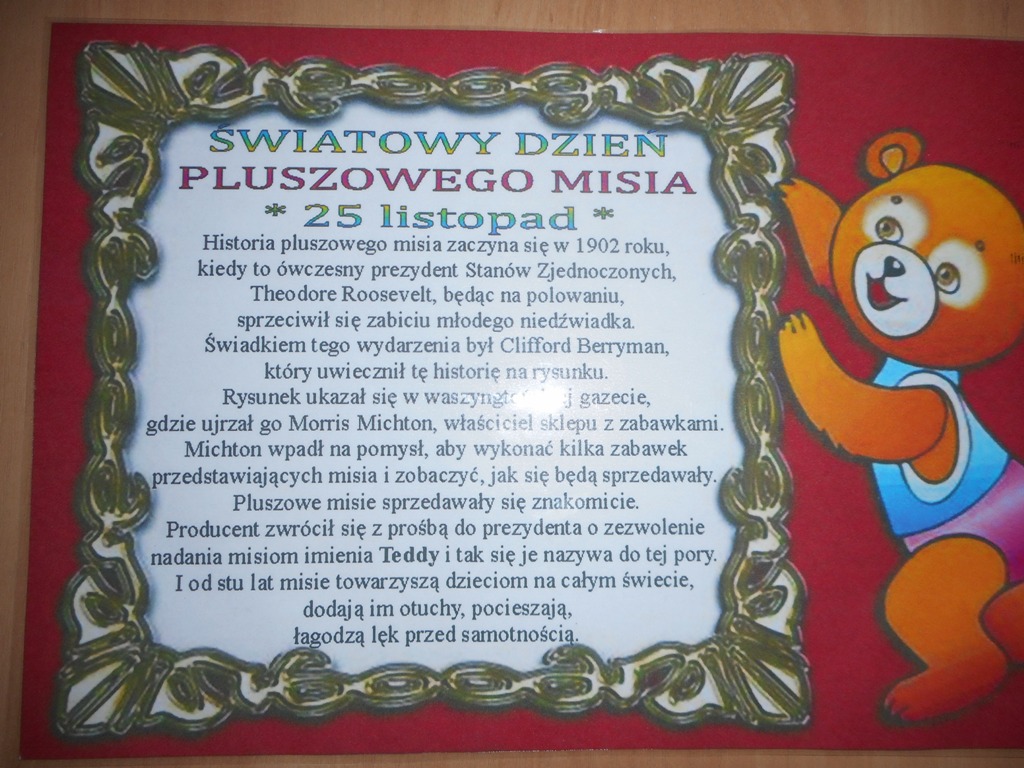 ŚWIATOWY DZIEŃ
PLUSZOWEGO MISIA
* 25 listopad *
Historia pluszowego misia zaczyna się w 1902 roku,
kiedy to ówczesny prezydent Stanów Zjednoczonych,
Theodore Roosevelt, będąc na polowaniu,
sprzeciwił się zabiciu młodego niedźwiadka.
Świadkiem tego wydarzenia był Clifford Berryman,
który uwiecznił tę historię na rysunku.
Rysunek ukazał się w gazecie,
gdzie ujrzał go Morris Michton, właściciel sklepu z zabawkami.
Michton wpadł na pomysł, aby wykonać kilka zabawek
przedstawiających misia i zobaczyć, jak się będą sprzedawały.
Pluszowe misie sprzedawały się znakomicie.
Producent zwrócił się z prośbą do prezydenta o zezwolenie
nadania misiom imienia Teddy i tak się je nazywa do tej pory.
I od stu lat misie towarzyszą dzieciom na całym świecie,
dodają im otuchy, pocieszają,
łagodzą lęk przed samotnością.